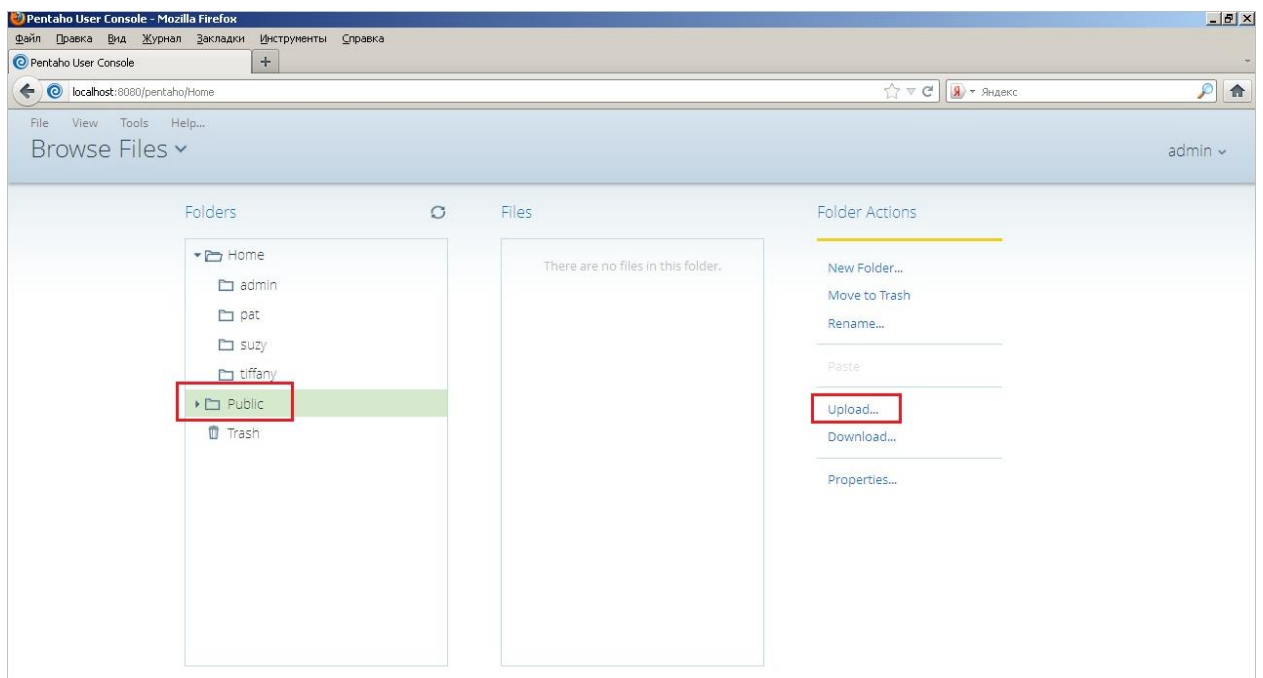 Pentaho User Console - Mozilla Firefox
Файл Правка Вид Журнал Закладки Инструменты Справка
Pentaho User Console
localhost:8080/pentaho/Home
Яндекс
File View Tools Help...
Browse Files
admin
Folders
Home
admin
pat
suzy
tiffany
Public
Trash
Files
There are no files in this folder.
Folder Actions
New Folder...
Move to Trash
Rename...
Paste
Upload...
Download...
Properties...